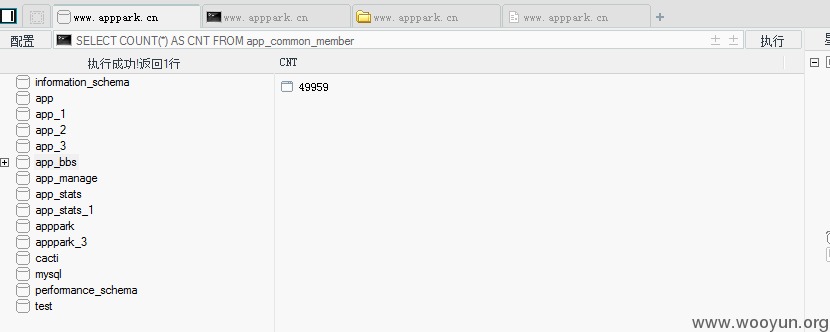 www.apppark.cn www.apppark.cn www.apppark.cn www.apppark.cn
配置 SELECT COUNT(*) AS CNT FROM app_common_member 执行
执行成功!返回1行 CNT
49959
information_schema
app
app_1
app_2
app_3
app_bbs
app_manage
app_stats
app_stats_1
apppark
apppark_3
cacti
mysql
performance_schema
test
www.wooyun.org